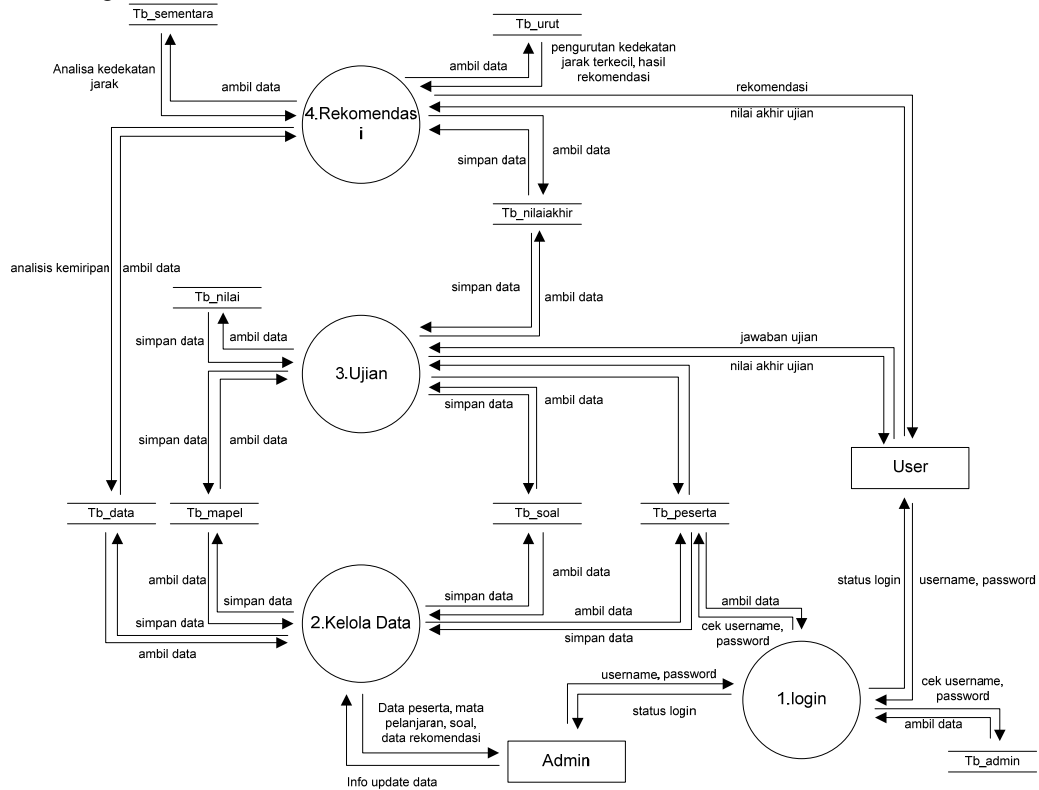 Tb_sementara
Tb_urut
Analisa kedekatan
jarak
ambil data
ambil data
pengurutan kedekatan
jarak terkecil, hasil
rekomendasi
4.Rekomendas
i
rekomendasi
nilai akhir ujian
simpan data
ambil data
Tb_nilaiakhir
analisis kemiripan
ambil data
Tb_nilai
simpan data
ambil data
simpan data
ambil data
3.Ujian
jawaban ujian
nilai akhir ujian
simpan data
ambil data
simpan data
ambil data
User
Tb_data
Tb_mapel
Tb_soal
Tb_peserta
ambil data
simpan data
simpan data
ambil data
2.Kelola Data
simpan data
ambil data
ambil data
simpan data
ambil data
cek username,
password
status login
username, password
username, password
status login
1.login
cek username,
password
ambil data
Tb_admin
Data peserta, mata
pelanjaran, soal,
data rekomendasi
Admin
Info update data